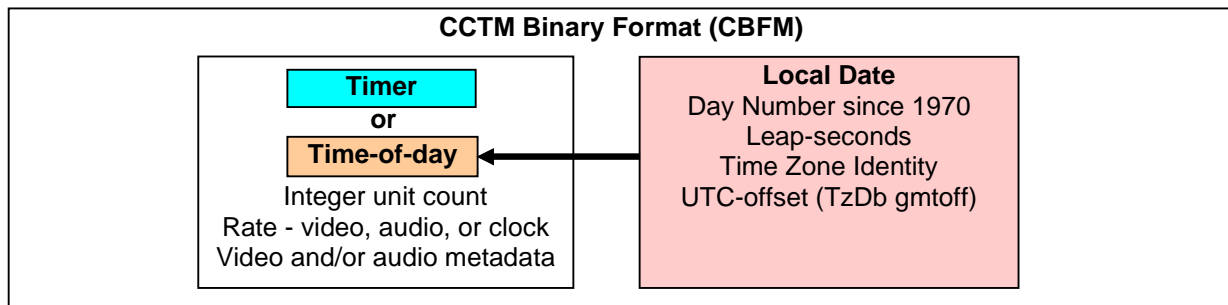 CCTM Binary Format (CBFM)
Timer
or
Time-of-day
Integer unit count
Rate - video, audio, or clock
Video and/or audio metadata
Local Date
Day Number since 1970
Leap-seconds
Time Zone Identity
UTC-offset (TzDb gmtoff)